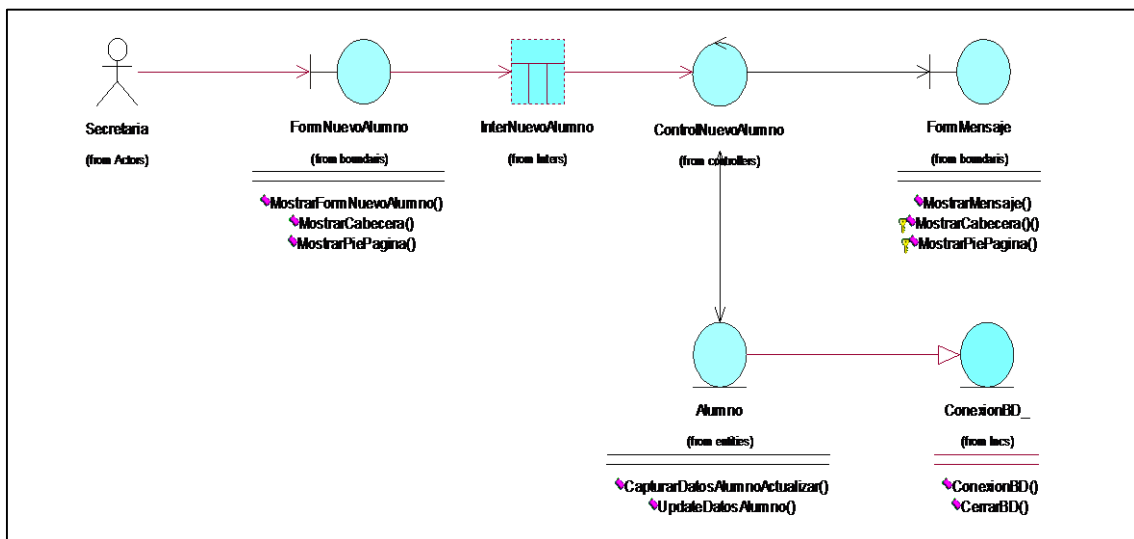 Secretaria
(from Actors)
FormNuevoAlumno
(from boundaris)
MostrarFormNuevoAlumno()
MostrarCabecera()
MostrarPiePagina()
InterNuevoAlumno
(from Inters)
ControlNuevoAlumno
(from controllers)
FormMensaje
(from boundaris)
MostrarMensaje()
MostrarCabecera()()
MostrarPiePagina()
Alumno
(from entities)
CapturarDatosAlumnoActualizar()
UpdateDatosAlumno()
ConexionBD_
(from Incs)
ConexionBD()
CerrarBD()